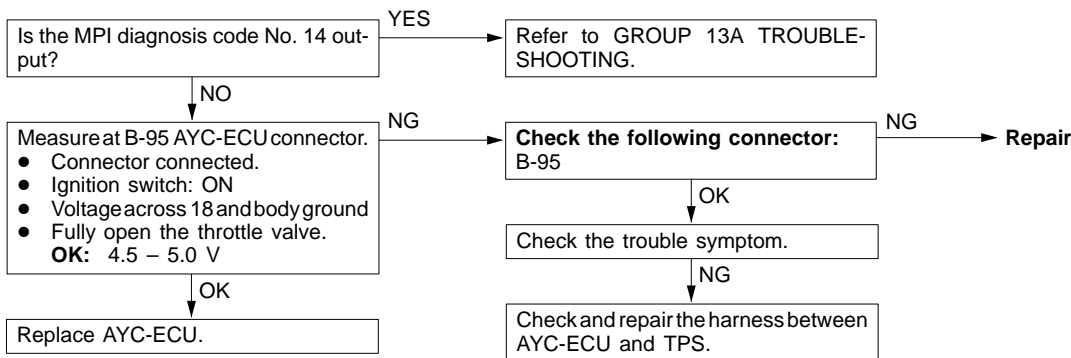 Is the MPI diagnosis code No. 14 out-
put?
YES
Refer to GROUP 13A TROUBLE-
SHOOTING.
NO
Measure at B-95 AYC-ECU connector.
● Connector connected.
● Ignition switch: ON
● Voltage across 18 and body ground
● Fully open the throttle valve.
OK: 4.5 – 5.0 V
NG
Check the following connector:
B-95
NG
Repair
OK
Check the trouble symptom.
NG
Check and repair the harness between
AYC-ECU and TPS.
OK
Replace AYC-ECU.